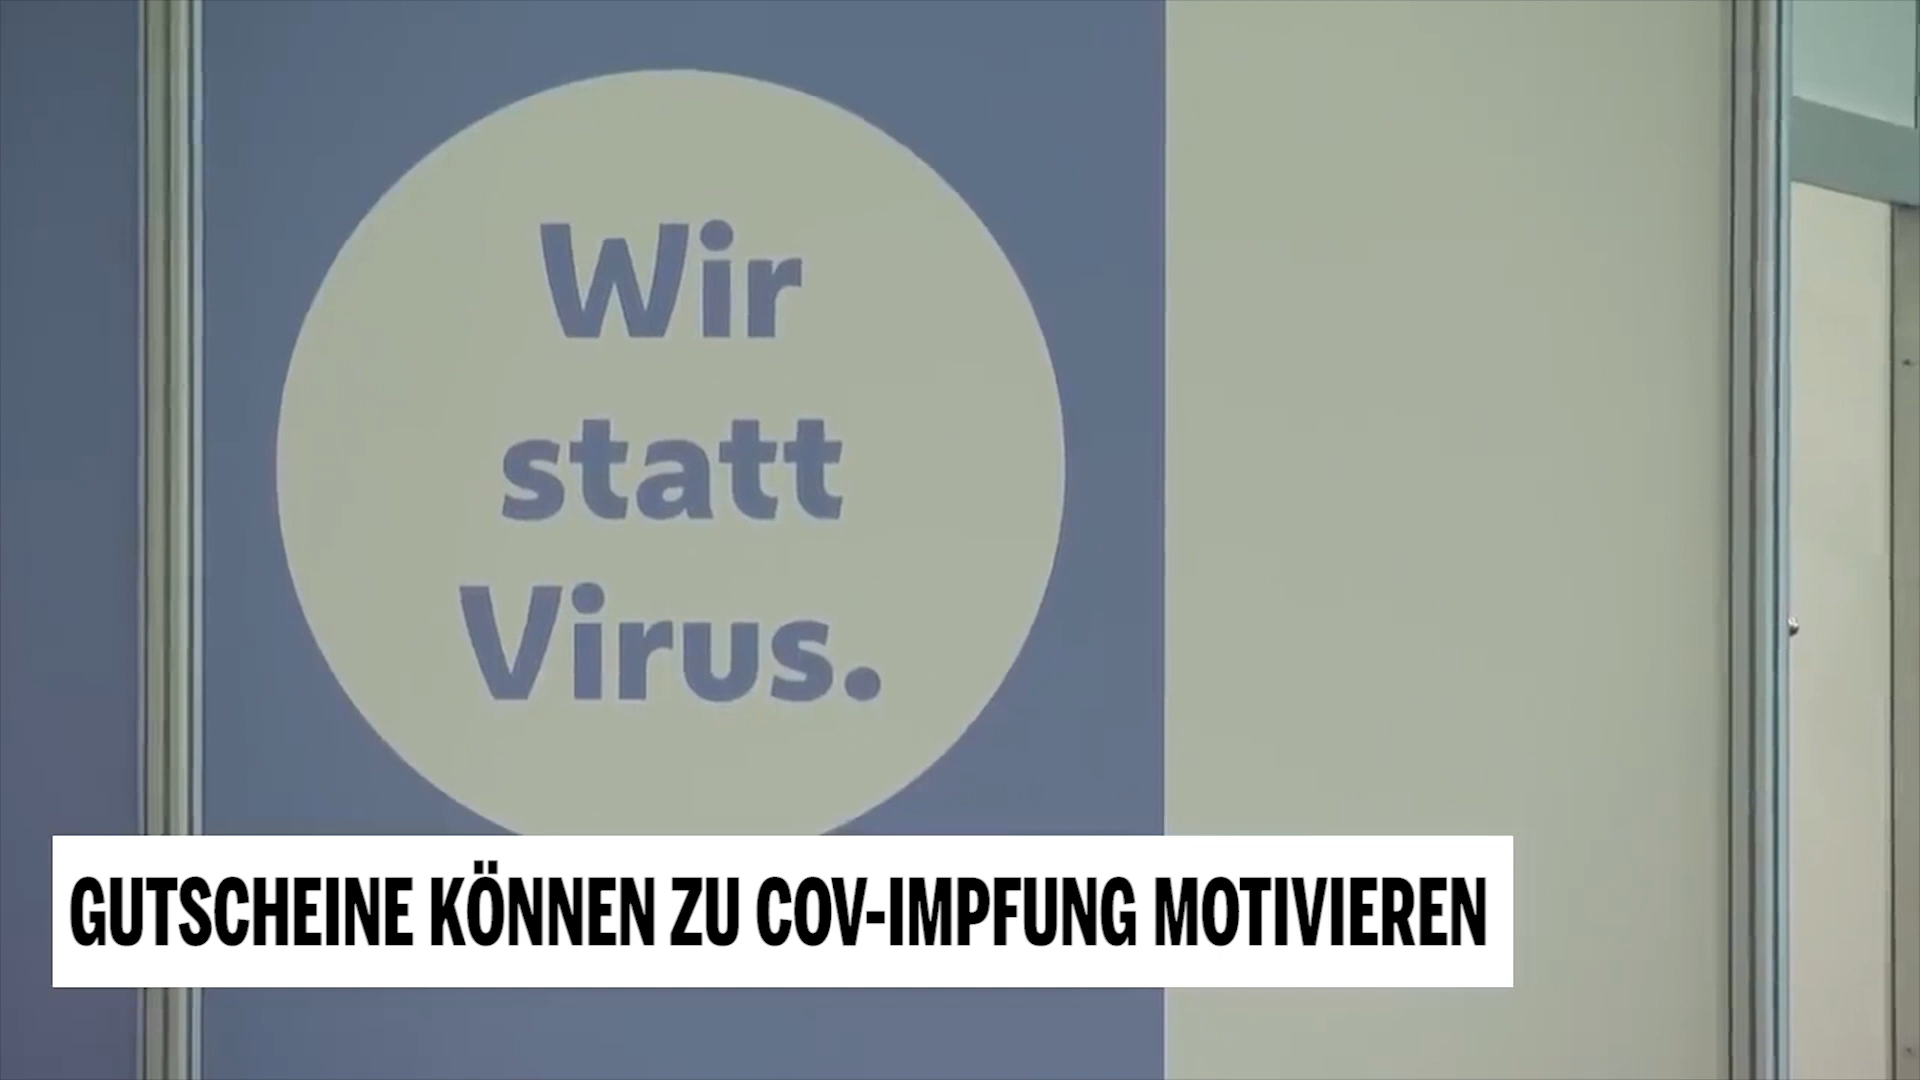 Wir
statt
Virus.
GUTSCHEINE KÖNNEN ZU COV-IMPFUNG MOTIVIEREN